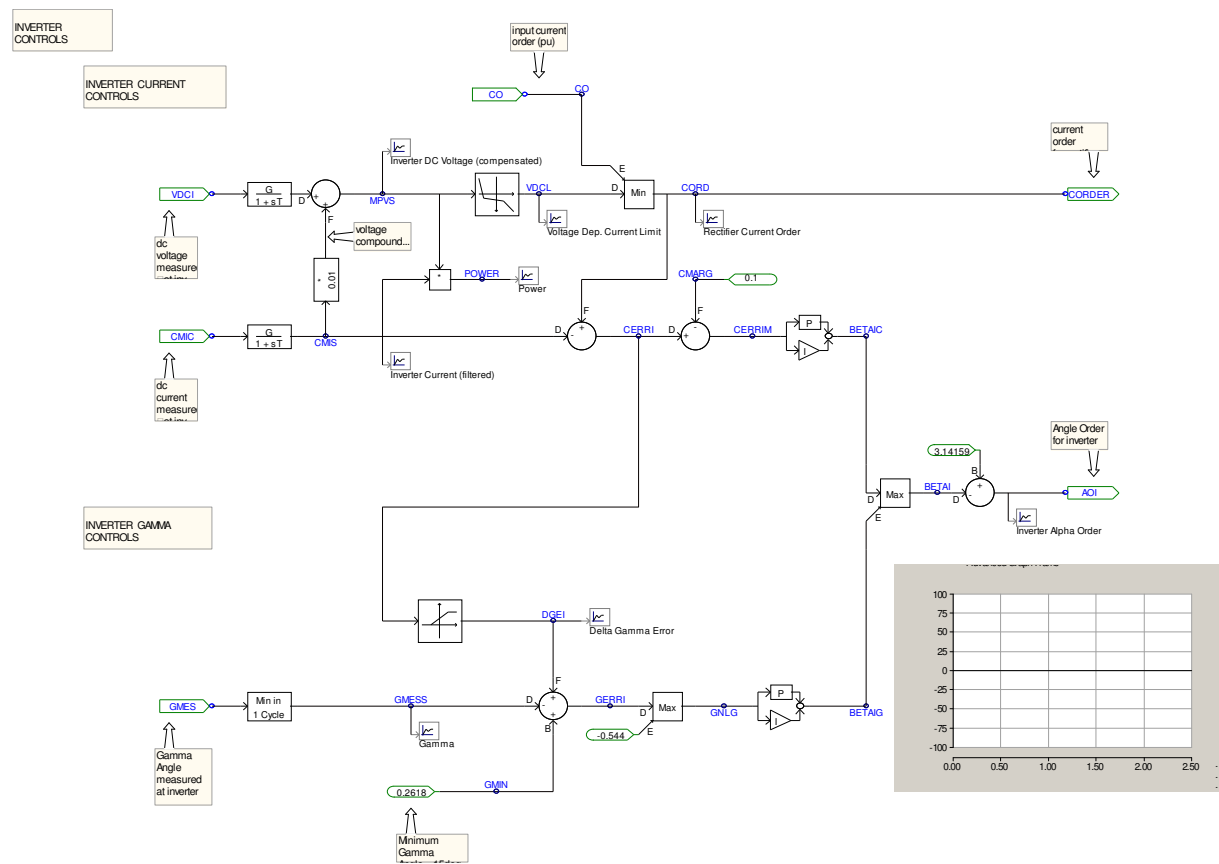 INVERTER
CONTROLS
INVERTER CURRENT
CONTROLS
input current
order (pu)
CO
CO
E
current
order
Inverter DC Voltage (compensated)
VDCI
G
1 + sT
D
+
+
F
MPVS
VDCL
D
Min
CORD
CORDER
voltage
compound...
Voltage Dep. Current Limit
Rectifier Current Order
dc
voltage
measure
*
0.01
*
POWER
Power
CMARG
0.1
F
F
CMIC
G
1 + sT
CMIS
D
-
+
CERRI
D
+
-
CERRIM
P
I
BETAIC
Inverter Current (filtered)
dc
current
measure
Angle Order
for inverter
3.14159
B
D
Max
E
BETAI
D
-
+
AOI
Inverter Alpha Order
INVERTER GAMMA
CONTROLS
DGEI
Delta Gamma Error
F
GMES
Min in
1 Cycle
GMESS
Gamma
D
-
+
+
B
GERRI
D
Max
E
-0.544
GNLG
P
I
BETAIG
Gamma
Angle
measured
at inverter
0.2618
GMIN
Minimum
Gamma
100
75
50
25
0
-25
-50
-75
-100
0.00 0.50 1.00 1.50 2.00 2.50